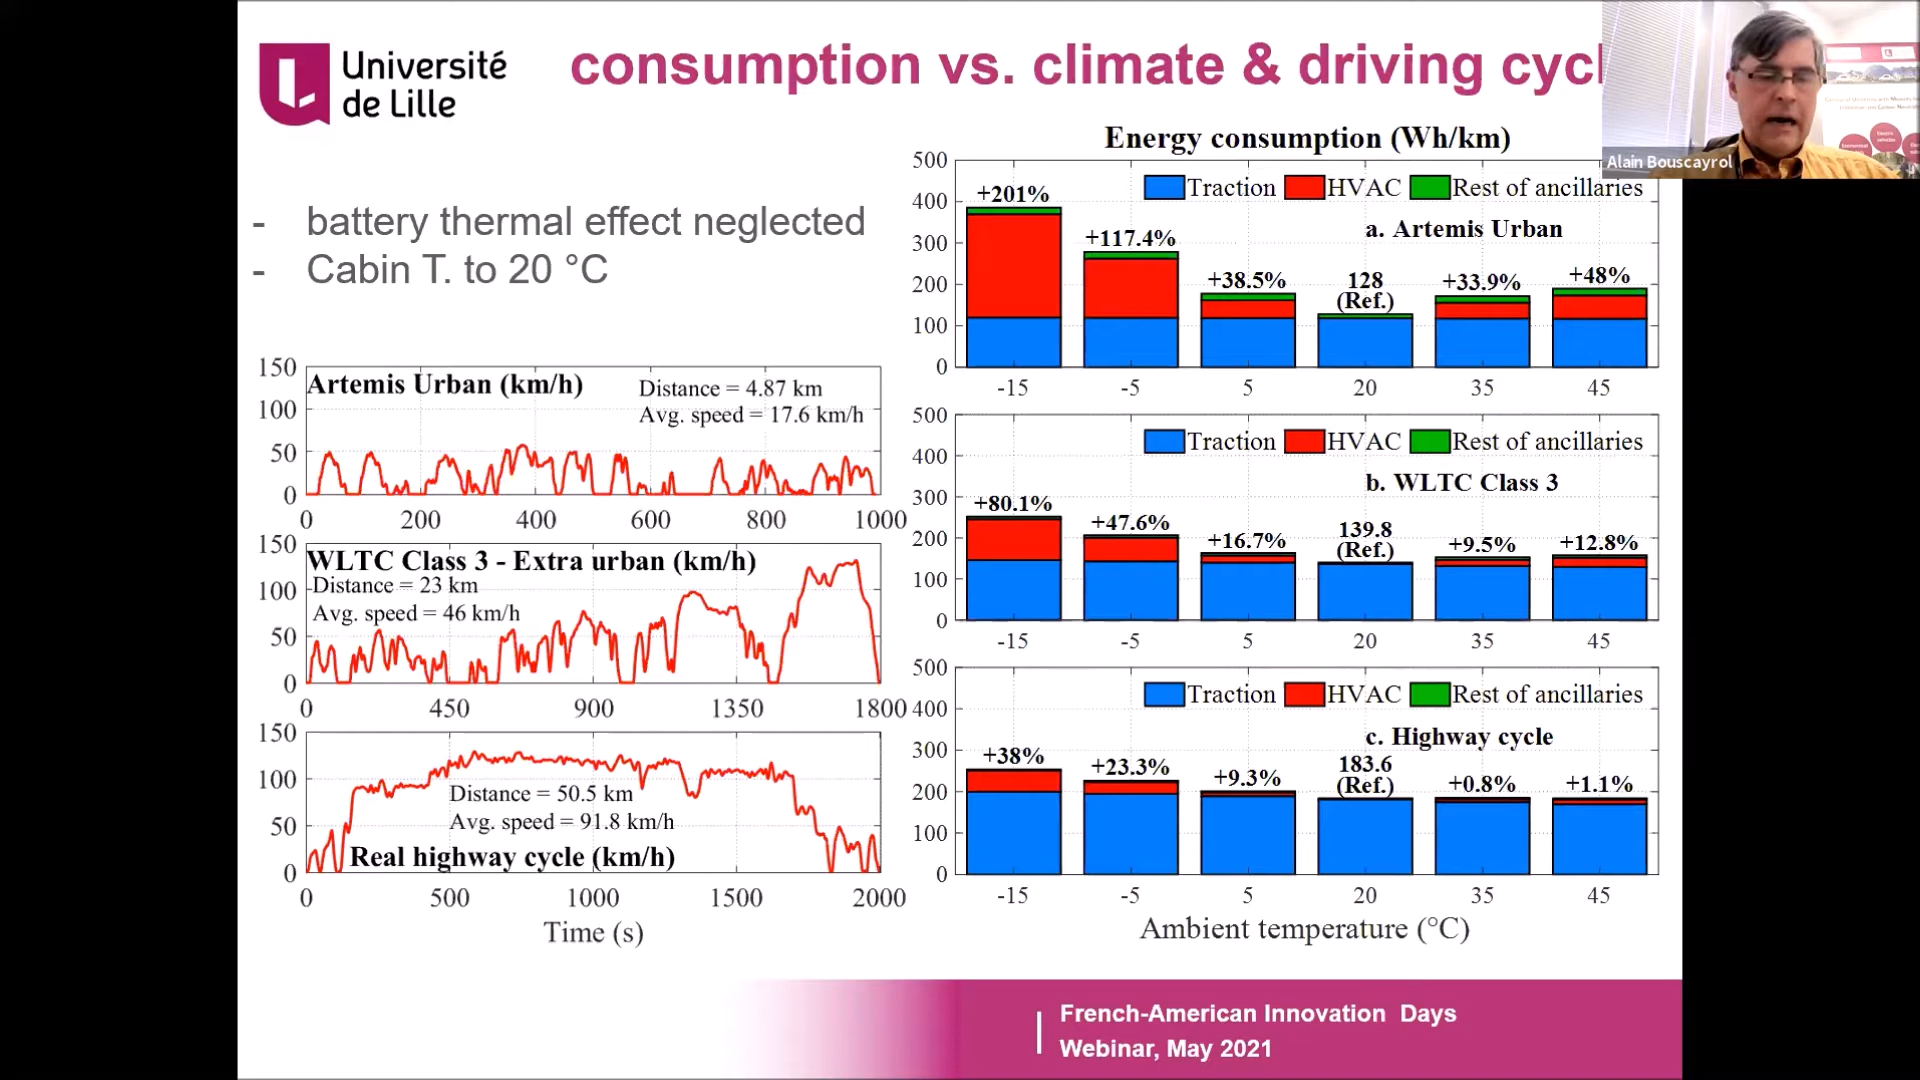 Université
de Lille
consumption vs. climate & driving cycl
Alain Bouscayrol
- battery thermal effect neglected
- Cabin T. to 20 °C
150
100
50
0
Artemis Urban (km/h)
Distance = 4.87 km
Avg. speed = 17.6 km/h
0 200 400 600 800 1000
150
100
50
0
WLTC Class 3 - Extra urban (km/h)
Distance = 23 km
Avg. speed = 46 km/h
0 450 900 1350 1800
150
100
50
0
Distance = 50.5 km
Avg. speed = 91.8 km/h
Real highway cycle (km/h)
0 500 1000 1500 2000
Time (s)
Energy consumption (Wh/km)
500
400
300
200
100
0
Traction HVAC Rest of ancillaries
a. Artemis Urban
+201% +117.4% +38.5% 128 (Ref.) +33.9% +48%
-15 -5 5 20 35 45
500
400
300
200
100
0
Traction HVAC Rest of ancillaries
b. WLTC Class 3
+80.1% +47.6% +16.7% 139.8 (Ref.) +9.5% +12.8%
-15 -5 5 20 35 45
500
400
300
200
100
0
Traction HVAC Rest of ancillaries
c. Highway cycle
+38% +23.3% +9.3% 183.6 (Ref.) +0.8% +1.1%
-15 -5 5 20 35 45
Ambient temperature (°C)
French-American Innovation Days
Webinar, May 2021